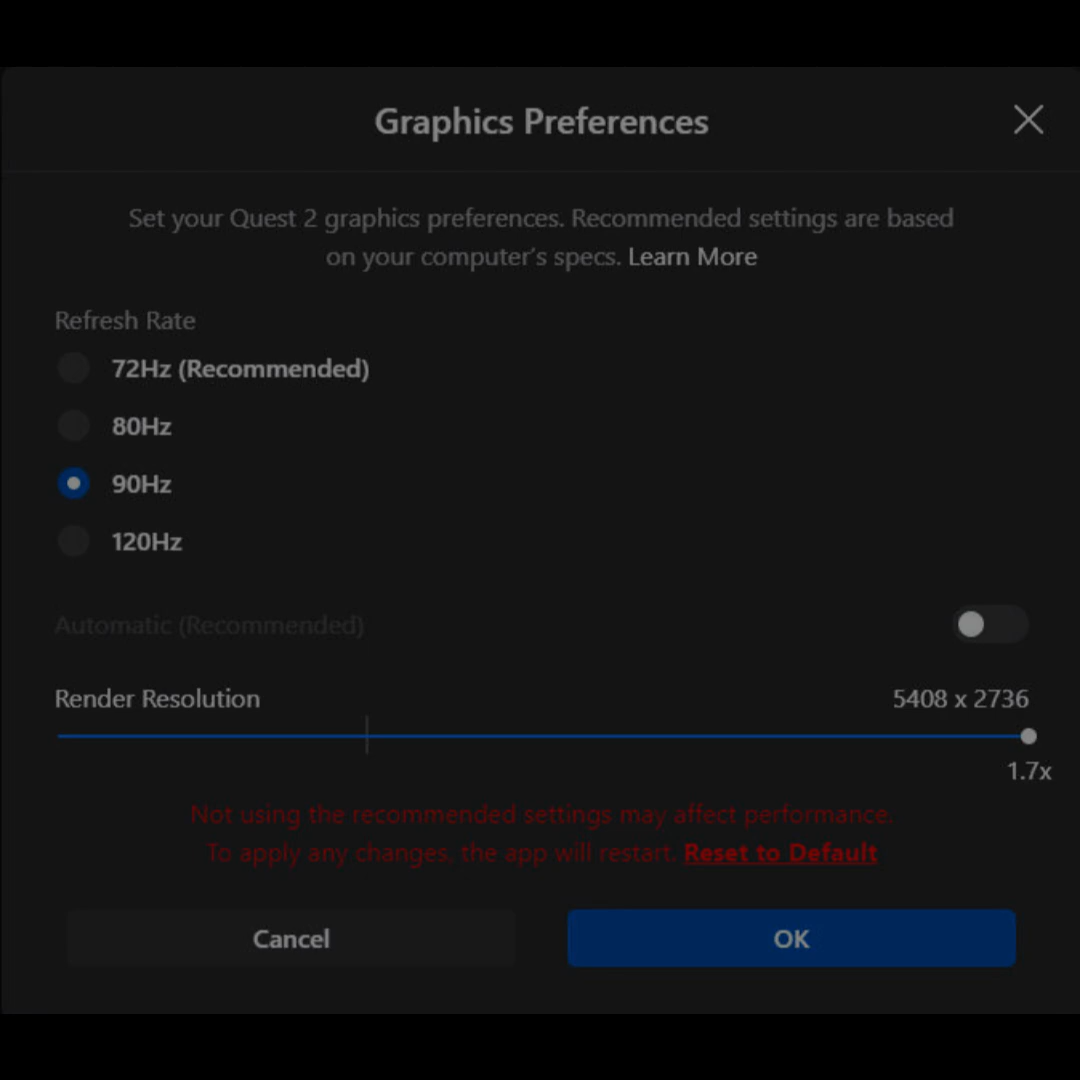 Graphics Preferences
Set your Quest 2 graphics preferences. Recommended settings are based
on your computer's specs. Learn More
Refresh Rate
72Hz (Recommended)
80Hz
90Hz
120Hz
Automatic (Recommended)
Render Resolution 5408 x 2736
1.7x
Not using the recommended settings may affect performance.
To apply any changes, the app will restart. Reset to Default
Cancel OK